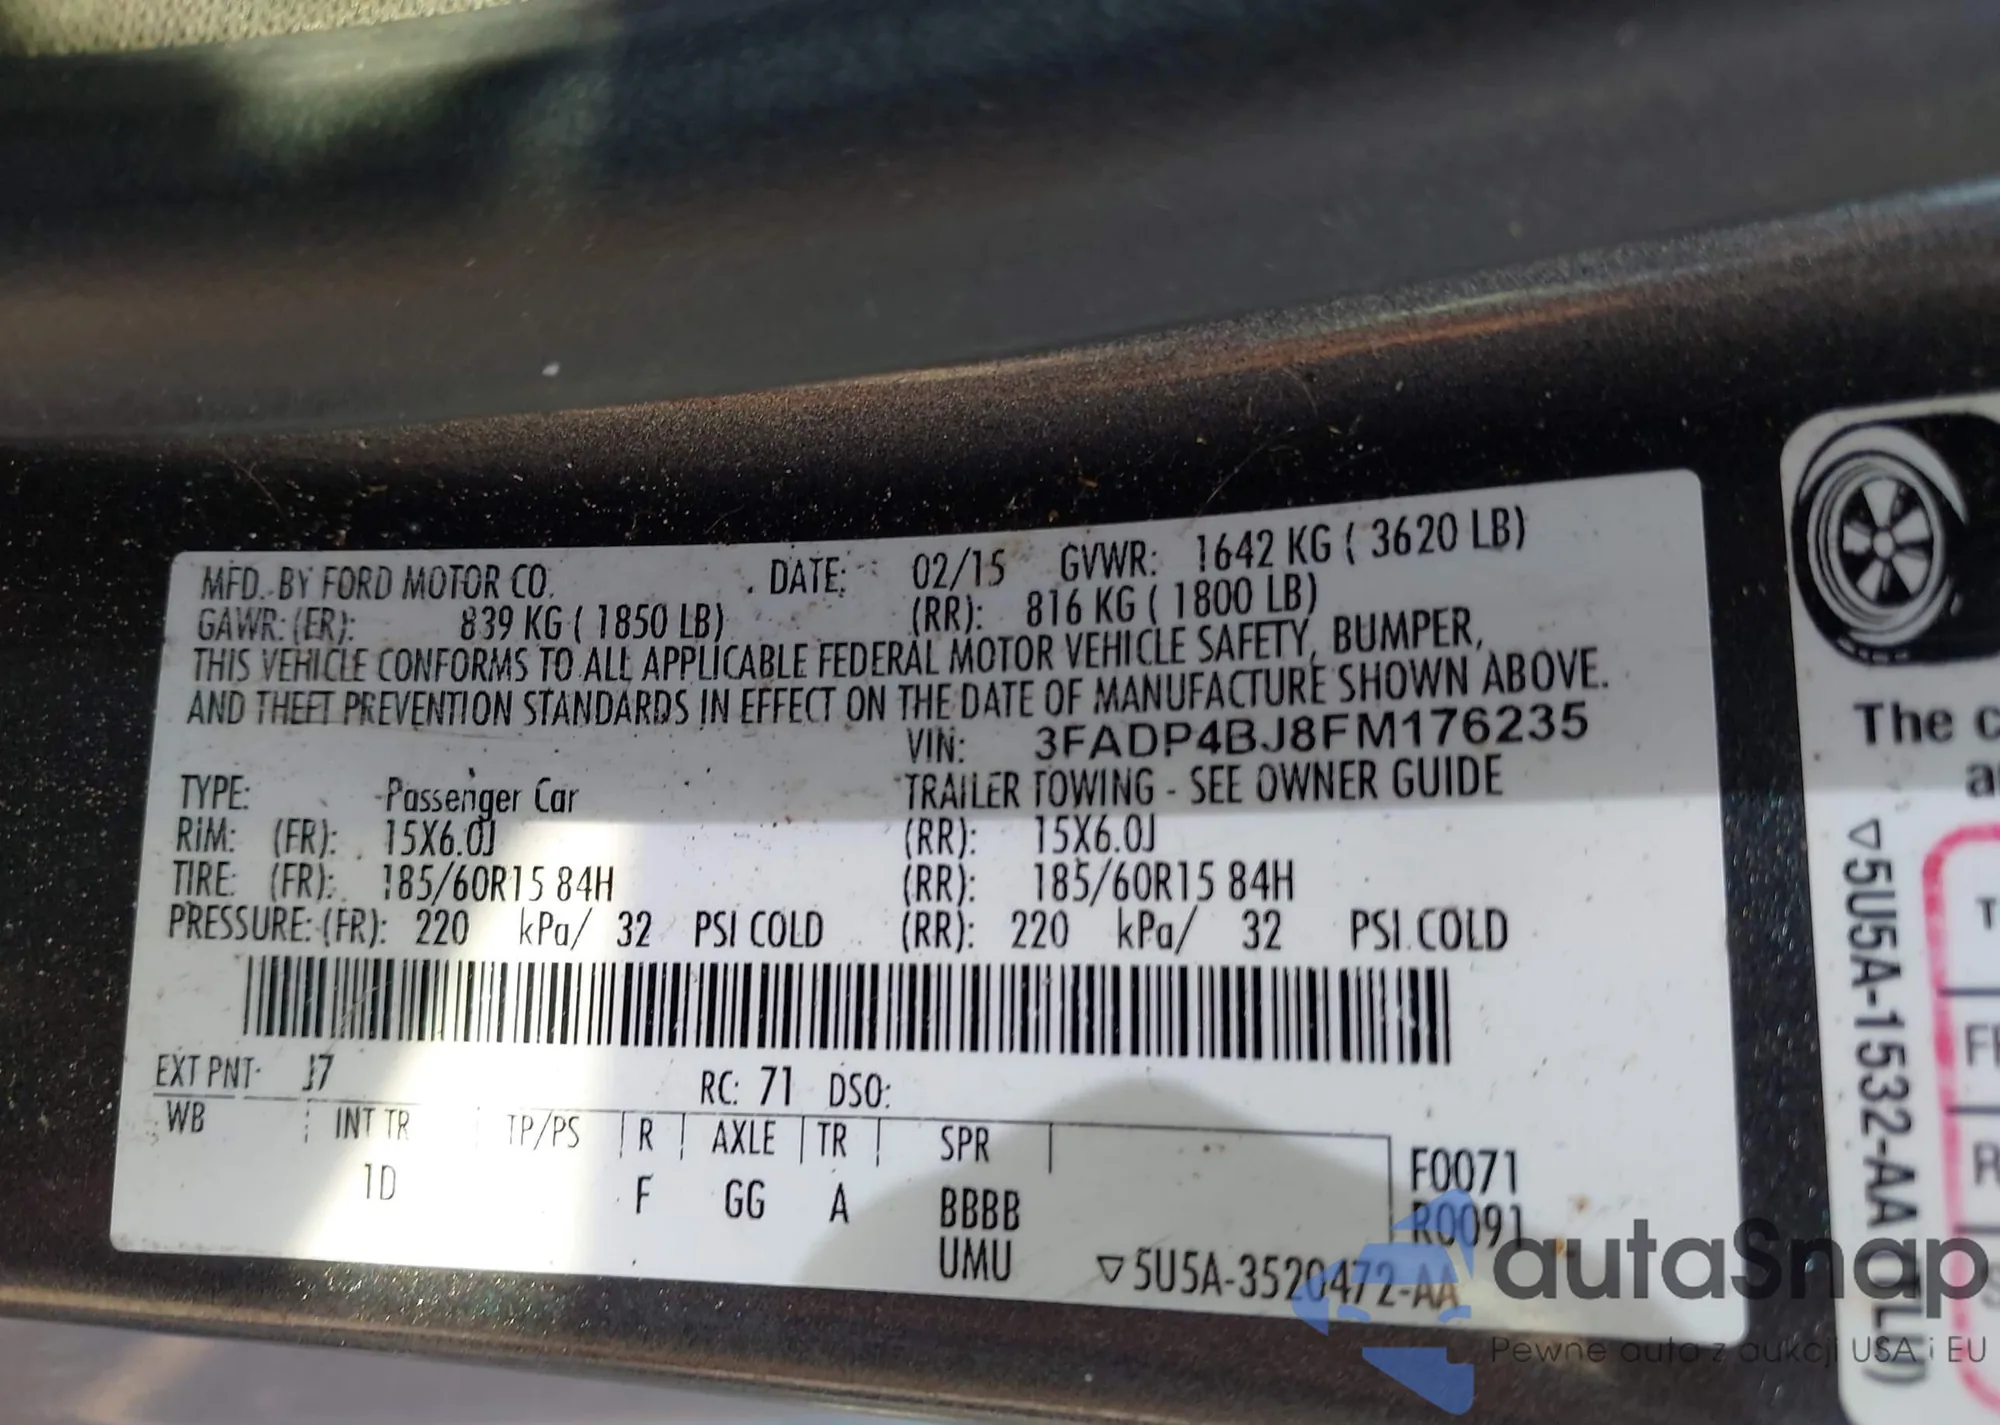 MFD. BY FORD MOTOR CO. DATE: 02/15 GVWR: 1642 KG ( 3620 LB)
GAWR: (FR): 839 KG ( 1850 LB) (RR): 816 KG ( 1800 LB)
THIS VEHICLE CONFORMS TO ALL APPLICABLE FEDERAL MOTOR VEHICLE SAFETY, BUMPER,
AND THEFT PREVENTION STANDARDS IN EFFECT ON THE DATE OF MANUFACTURE SHOWN ABOVE.
VIN: 3FADP4BJ8FM176235
TYPE: Passenger Car TRAILER TOWING - SEE OWNER GUIDE
RIM: (FR): 15X6.0J (RR): 15X6.0J
TIRE: (FR): 185/60R15 84H (RR): 185/60R15 84H
PRESSURE: (FR): 220 kPa/ 32 PSI COLD (RR): 220 kPa/ 32 PSI COLD
EXT PNT: J7 RC: 71 DSO:
WB INT TR TP/PS R AXLE TR SPR
1D F GG A BBBB
UMU
F0071
R0091
▽5U5A-3520472-AA
The
▽5U5A-1532-AA
autaSnap
Pewne auta z aukcji USA i EU